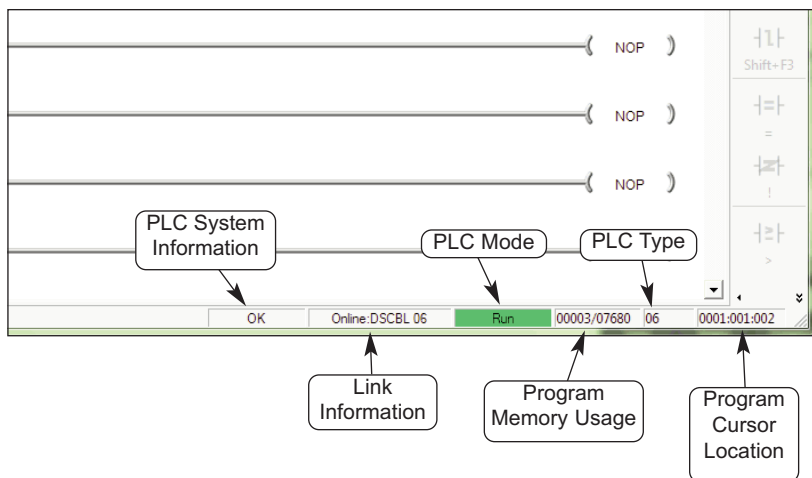 NOP
Shift+F3
NOP
=
NOP
!
>
PLC System
Information
PLC Mode
PLC Type
OK
Online:DSCBL 06
Run
00003/07680
06
0001:001:002
Link
Information
Program
Memory Usage
Program
Cursor
Location